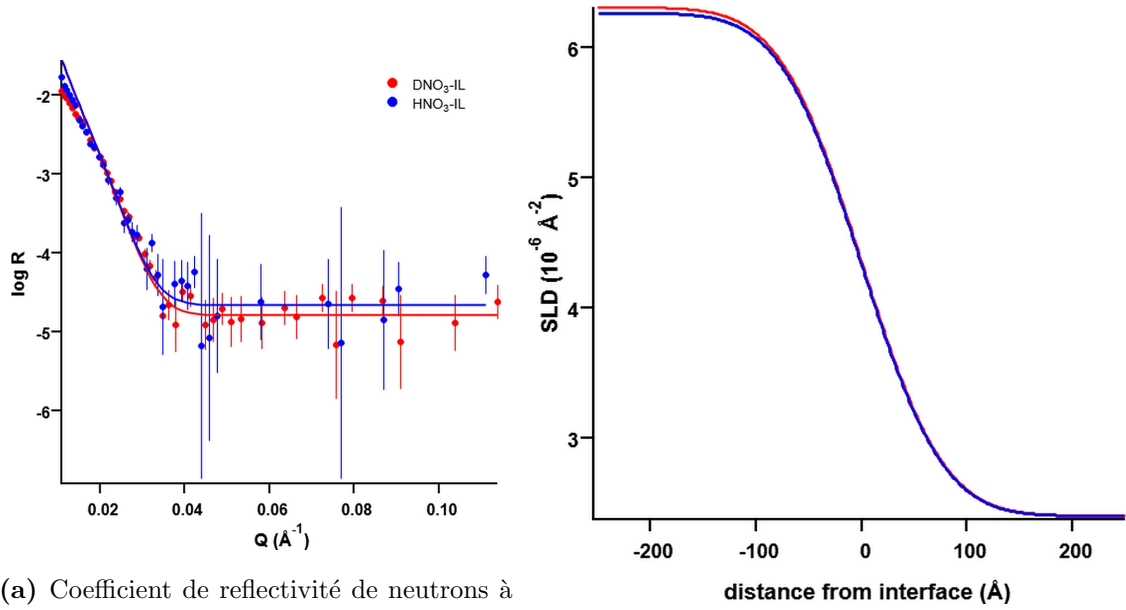 -2
-3
-4
-5
-6
log R
DNO₃-IL
HNO₃-IL
0.02 0.04 0.06 0.08 0.10
Q (Å⁻¹)
(a) Coefficient de reflectivité de neutrons à
6
5
4
3
SLD (10⁻⁶ Å⁻²)
-200 -100 0 100 200
distance from interface (Å)